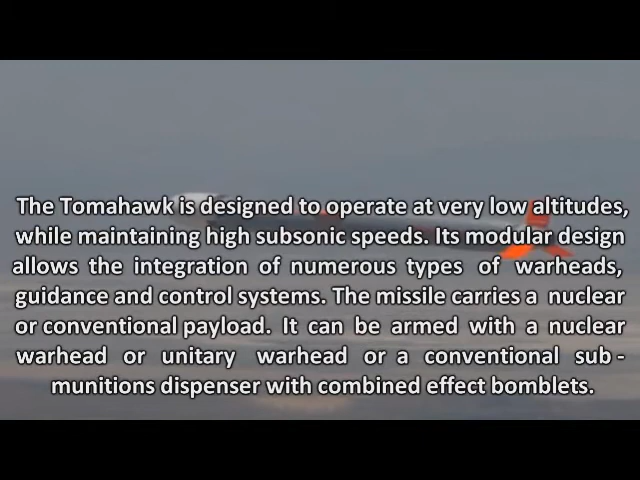 The Tomahawk is designed to operate at very low altitudes,
while maintaining high subsonic speeds. Its modular design
allows the integration of numerous types of warheads,
guidance and control systems. The missile carries a nuclear
or conventional payload. It can be armed with a nuclear
warhead or unitary warhead or a conventional sub -
munitions dispenser with combined effect bomblets.